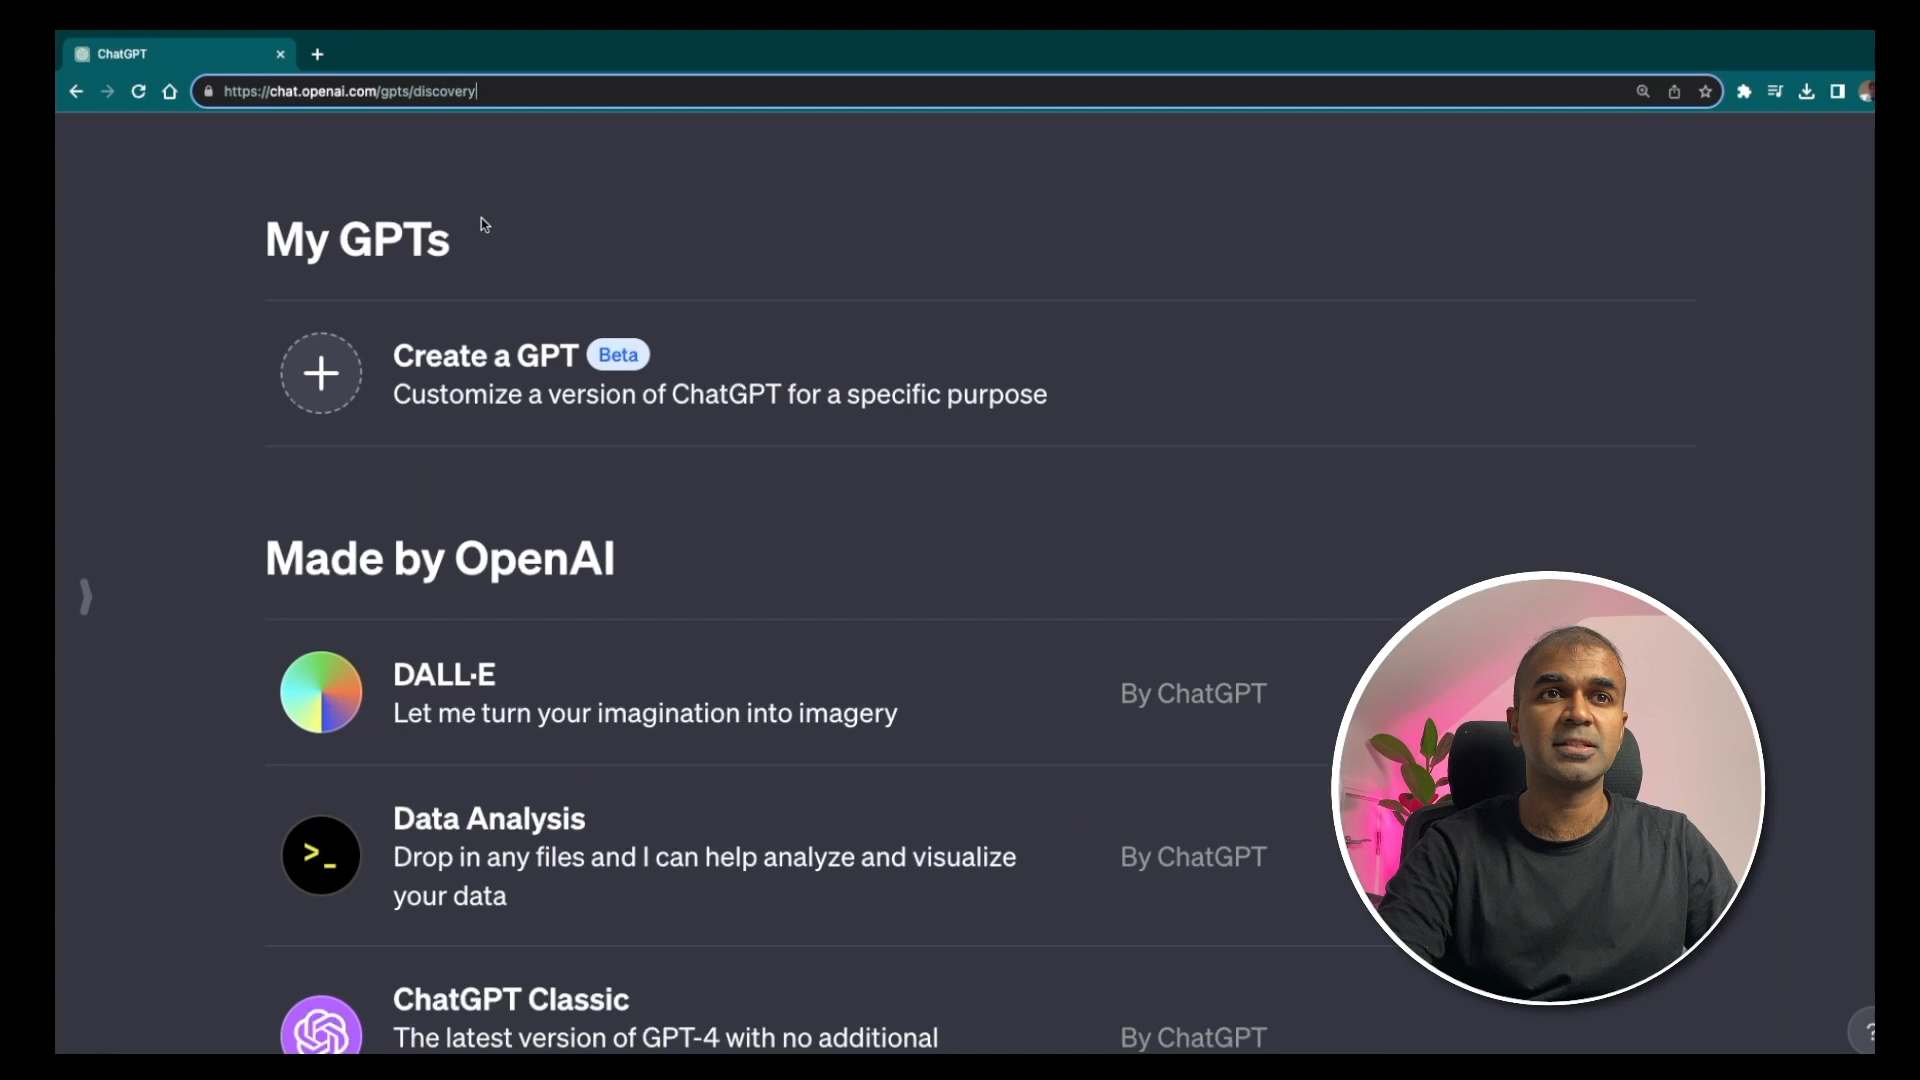 ChatGPT
https://chat.openai.com/gpts/discovery
My GPTs
Create a GPT Beta
Customize a version of ChatGPT for a specific purpose
Made by OpenAI
DALL·E
Let me turn your imagination into imagery
By ChatGPT
Data Analysis
Drop in any files and I can help analyze and visualize
your data
By ChatGPT
>_
ChatGPT Classic
The latest version of GPT-4 with no additional
By ChatGPT
?